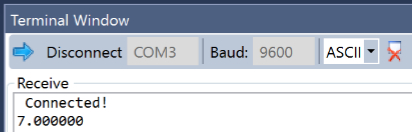 Terminal Window
Disconnect COM3 Baud: 9600 ASCII
Receive
Connected!
7.000000